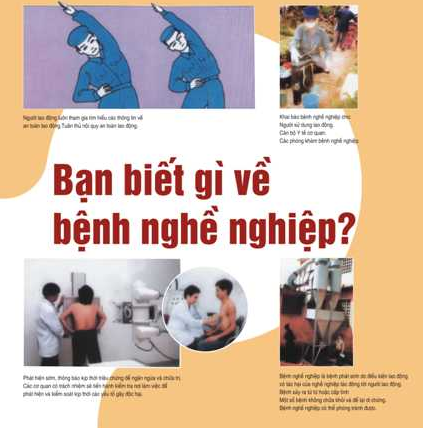 Người lao động luôn tham gia tìm hiểu các thông tin về
an toàn lao động. Tuân thủ nội quy an toàn lao động.
Khai báo bệnh nghề nghiệp cho:
Người sử dụng lao động.
Cán bộ Y tế cơ quan.
Các phòng khám bệnh nghề nghiệp.
Bạn biết gì về
bệnh nghề nghiệp?
Phát hiện sớm, thông báo kịp thời triệu chứng để ngăn ngừa và chữa trị.
Các cơ quan có trách nhiệm sẽ tiến hành kiểm tra nơi làm việc để
phát hiện và kiểm soát kịp thời các yếu tố gây độc hại.
Bệnh nghề nghiệp là bệnh phát sinh do điều kiện lao động
có tác hại của nghề nghiệp tác động tới người lao động.
Bệnh xảy ra từ từ hoặc cấp tính
Một số bệnh không chữa khỏi và để lại di chứng.
Bệnh nghề nghiệp có thể phòng tránh được.